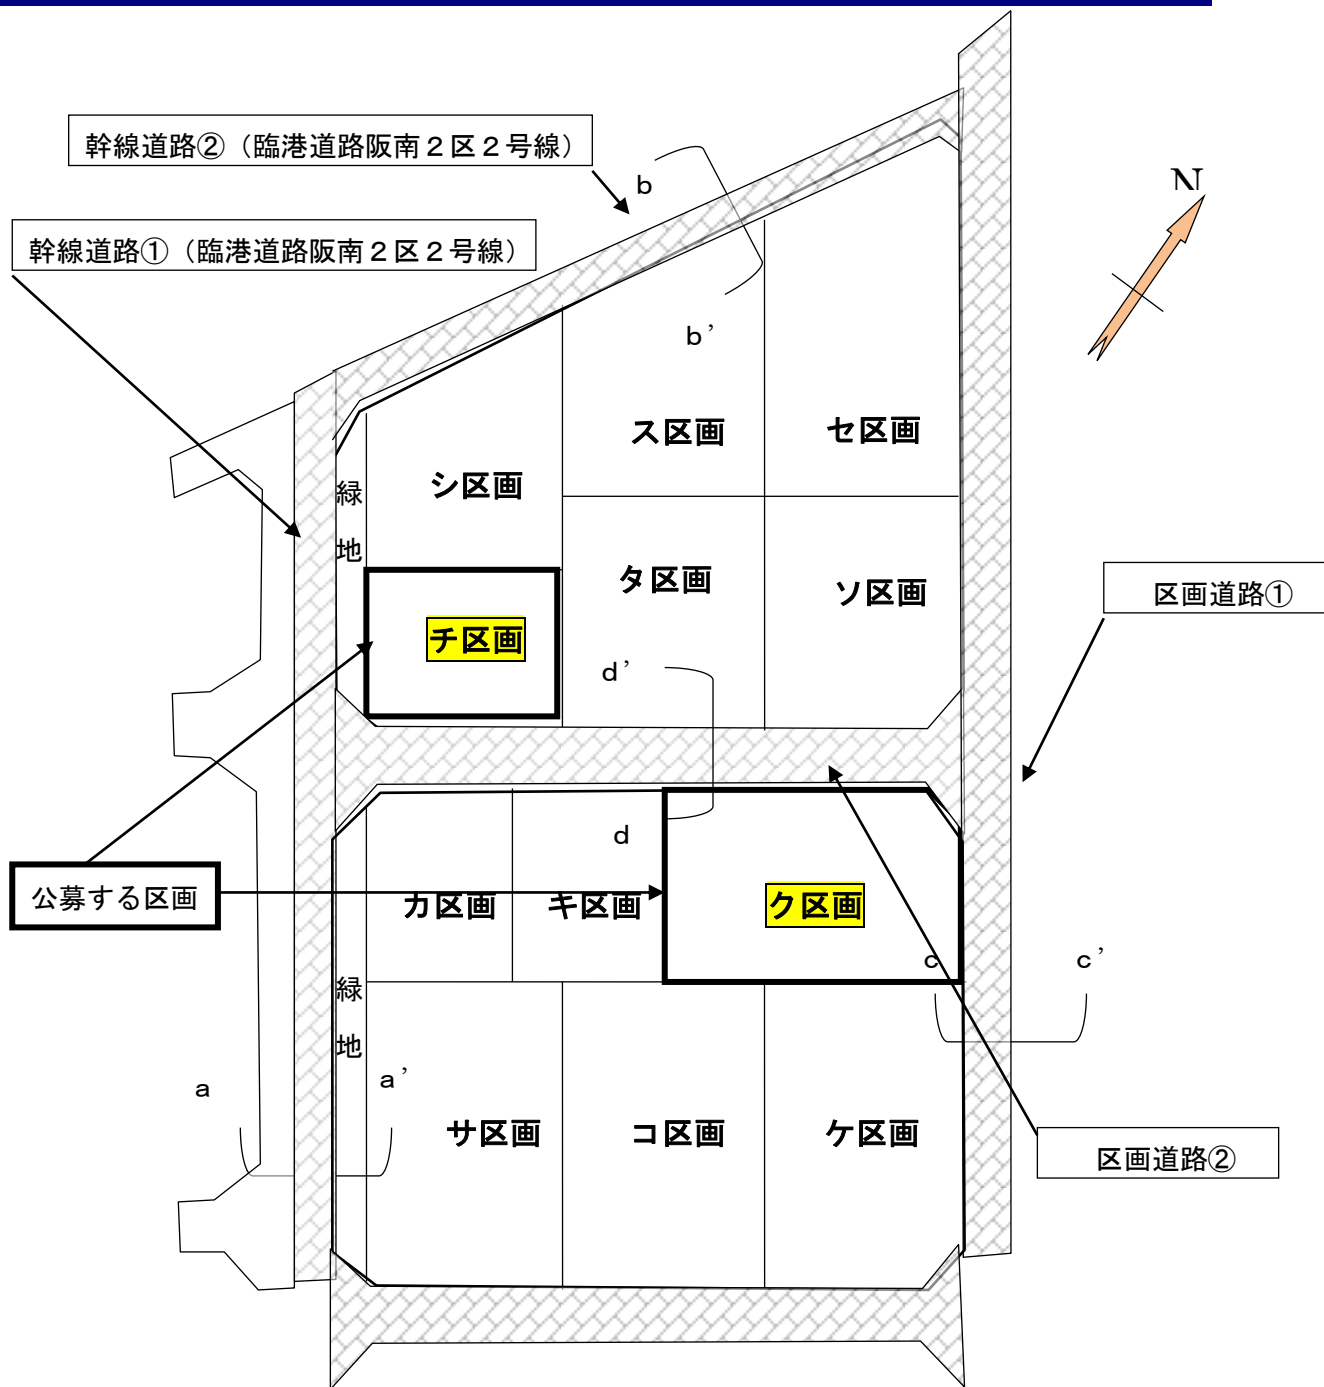 幹線道路②（臨港道路阪南２区２号線）
b
N
幹線道路①（臨港道路阪南２区２号線）
b’
ス区画
セ区画
シ区画
緑
地
タ区画
ソ区画
区画道路①
チ区画
d’
d
公募する区画
カ区画
キ区画
ク区画
c
c’
緑
地
a
a’
サ区画
コ区画
ケ区画
区画道路②